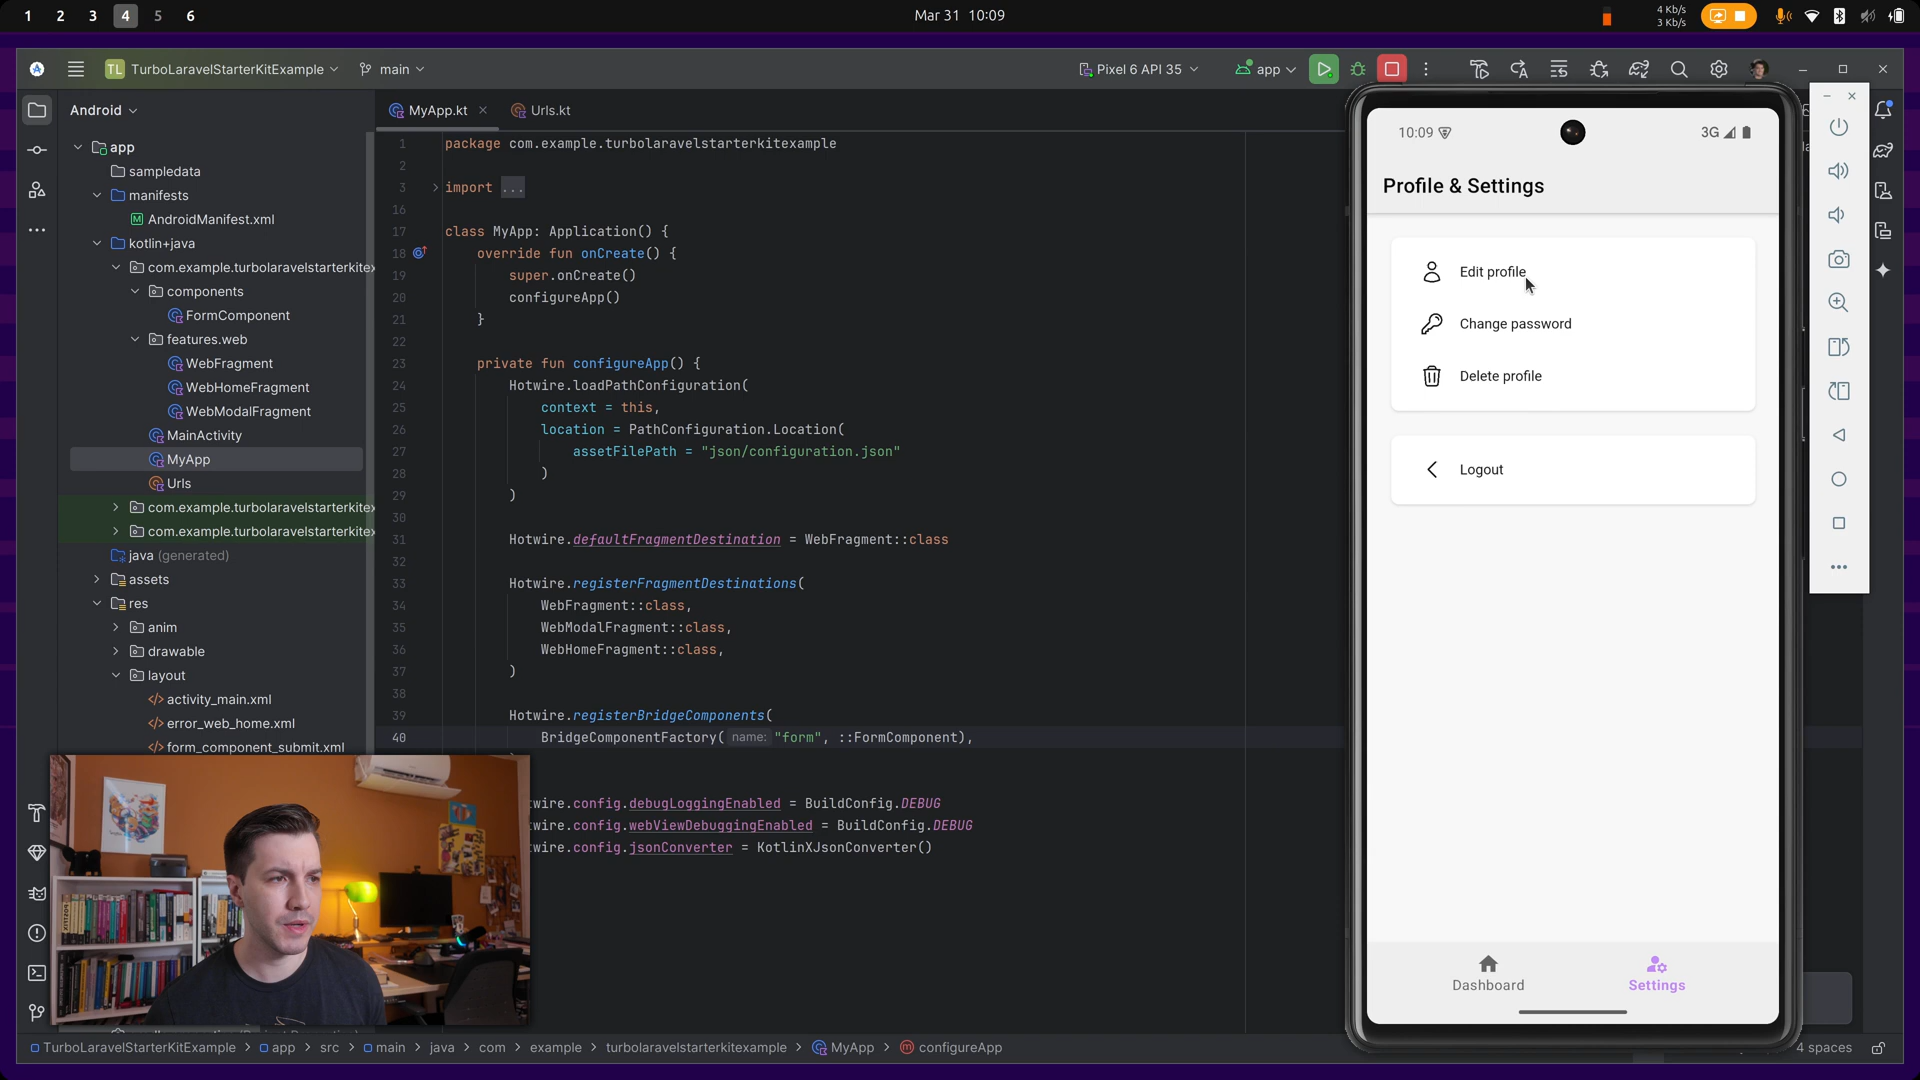 1 2 3 4 5 6
Mar 31 10:09
4 Kb/s
3 Kb/s
TL TurboLaravelStarterKitExample
main
Pixel 6 API 35
app
Android
MyApp.kt
Urls.kt
app
sampledata
manifests
AndroidManifest.xml
kotlin+java
com.example.turbolaravelstarterkitex
components
FormComponent
features.web
WebFragment
WebHomeFragment
WebModalFragment
MainActivity
MyApp
Urls
com.example.turbolaravelstarterkitex
com.example.turbolaravelstarterkitex
java (generated)
assets
res
anim
drawable
layout
activity_main.xml
error_web_home.xml
form_component_submit.xml
1 package com.example.turbolaravelstarterkitexample
2
3 import ...
16
17 class MyApp: Application() {
18 override fun onCreate() {
19 super.onCreate()
20 configureApp()
21 }
22
23 private fun configureApp() {
24 Hotwire.loadPathConfiguration(
25 context = this,
26 location = PathConfiguration.Location(
27 assetFilePath = "json/configuration.json"
28 )
29 )
30
31 Hotwire.defaultFragmentDestination = WebFragment::class
32
33 Hotwire.registerFragmentDestinations(
34 WebFragment::class,
35 WebModalFragment::class,
36 WebHomeFragment::class,
37 )
38
39 Hotwire.registerBridgeComponents(
40 BridgeComponentFactory( name: "form", ::FormComponent),
wire.config.debugLoggingEnabled = BuildConfig.DEBUG
wire.config.webViewDebuggingEnabled = BuildConfig.DEBUG
wire.config.jsonConverter = KotlinXJsonConverter()
10:09
3G
Profile & Settings
Edit profile
Change password
Delete profile
Logout
Dashboard
Settings
TurboLaravelStarterKitExample > app > src > main > java > com > example > turbolaravelstarterkitexample > MyApp > configureApp
4 spaces